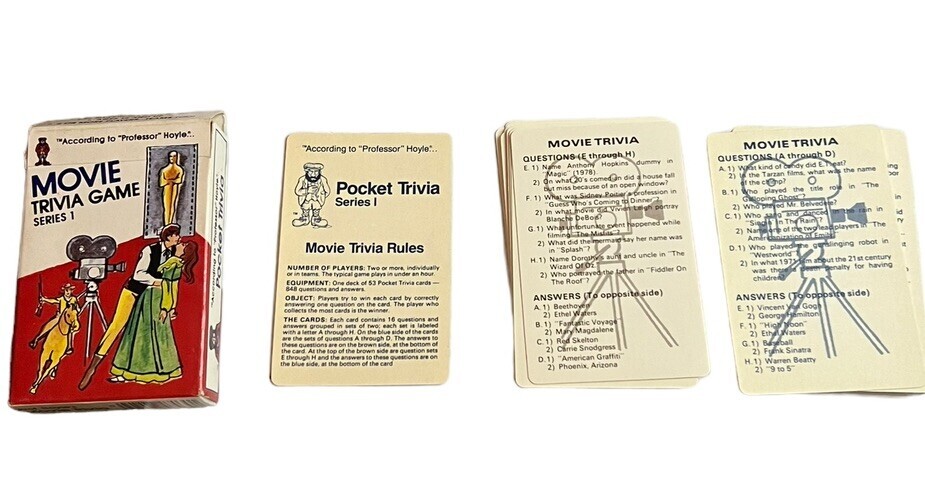 ™"According to "Professor" Hoyle"..
MOVIE
TRIVIA GAME
SERIES 1
™"According to "Professor" Hoyle"..
Pocket Trivia
Series I
™
Movie Trivia Rules
NUMBER OF PLAYERS: Two or more, individually
or in teams. The typical game plays in under an hour.
EQUIPMENT: One deck of 53 Pocket Trivia cards —
848 questions and answers.
OBJECT: Players try to win each card by correctly
answering one question on the card. The player who
collects the most cards is the winner.
THE CARDS: Each card contains 16 questions and
answers grouped in sets of two; each set is labeled
with a letter A through H. On the blue side of the cards
are the sets of questions A through D. The answers to
these questions are on the brown side, at the bottom of
the card. At the top of the brown side are question sets
E through H and the answers to these questions are on
the blue side, at the bottom of the card
MOVIE TRIVIA
QUESTIONS (E through H)
E. 1) Name Anthony Hopkins' dummy in
"Magic" (1978)
2) On what 20's comedian did a house fall
but miss because of an open window?
F. 1) What was Sidney Poitier's profession in
"Guess Who's Coming to Dinner"
2) In what movie did Vivien Leigh portray
Blanche DeBois?
G. 1) What unfortunate event happened while
filming "The Misfits"?
2) What did the mermaid say her name was
in "Splash"?
H. 1) Name Dorothy's aunt and uncle in "The
Wizard Of Oz."
2) Who portrayed the father in "Fiddler On
The Roof"?
ANSWERS (To opposite side)
A. 1) Beethoven
2) Ethel Waters
B. 1) "Fantastic Voyage"
2) Mary Magdalene
C. 1) Red Skelton
2) Carrie Snodgress
D. 1) "American Graffiti"
2) Phoenix, Arizona
MOVIE TRIVIA
QUESTIONS (A through D)
A. 1) What kind of candy did E.T. eat?
2) In the Tarzan films, what was the name
of the chimp?
B. 1) Who played the title role in "The
Galloping Ghost"?
2) Who played Mr. Belvedere?
C. 1) Who sang and danced in the rain in
"Singin' In The Rain"?
2) Name one of the two lead players in "The
Americanization of Emily"
D. 1) Who played the gunslinging robot in
"Westworld"?
2) In what 1971 film about the 21st century
was there a death penalty for having
children?
ANSWERS (To opposite side)
E. 1) Vincent Van Gogh
2) George Hamilton
F. 1) "High Noon"
2) Ethel Waters
G. 1) Baseball
2) Frank Sinatra
H. 1) Warren Beatty
2) "9 to 5"